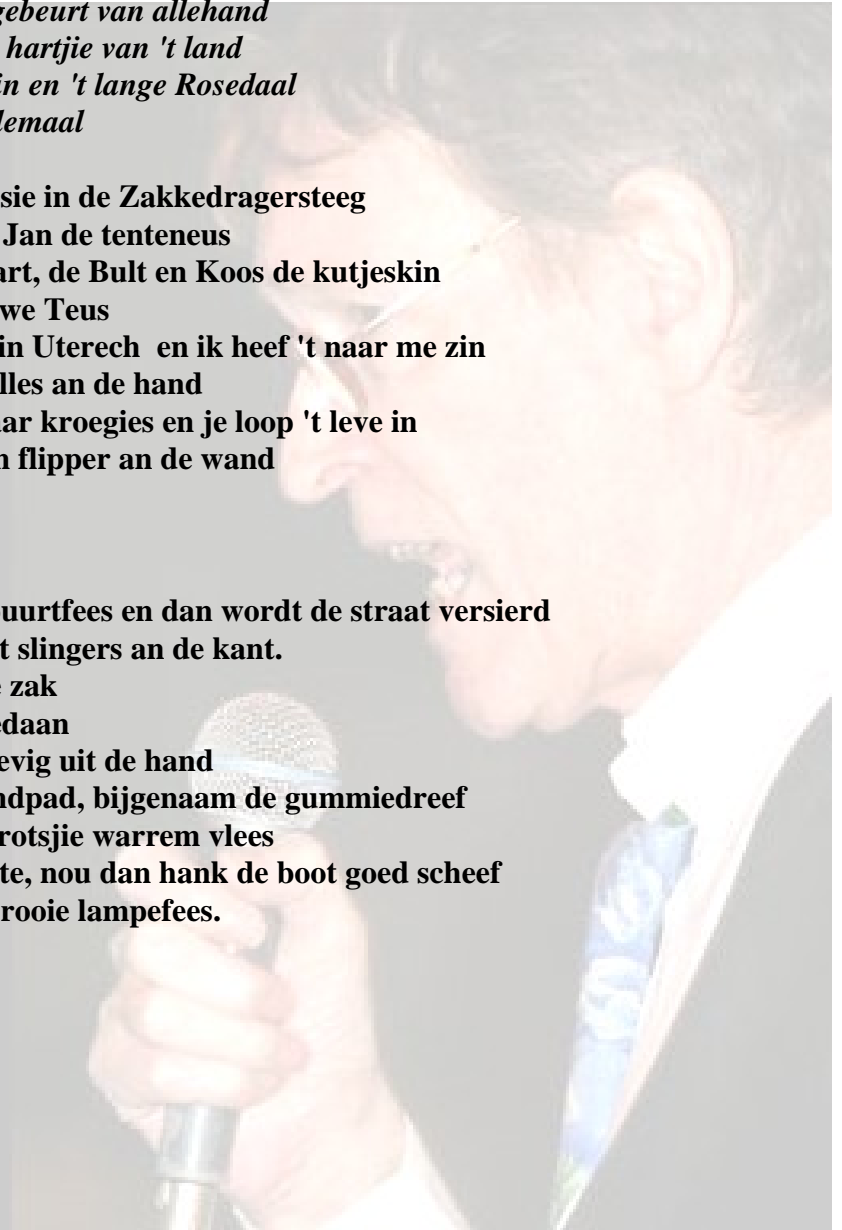 gebeurt van allehand
hartjie van 't land
in en 't lange Rosedaal
lemaal
sie in de Zakkedragersteeg
Jan de tenteneus
art, de Bult en Koos de kutjeskin
we Teus
in Uterech en ik heef 't naar me zin
lles an de hand
ar kroegies en je loop 't leve in
n flipper an de wand
uurtfees en dan wordt de straat versierd
t slingers an de kant.
e zak
edaan
evig uit de hand
ndpad, bijgenaam de gummiedreef
rotsjie warrem vlees
te, nou dan hank de boot goed scheef
rooie lampefees.